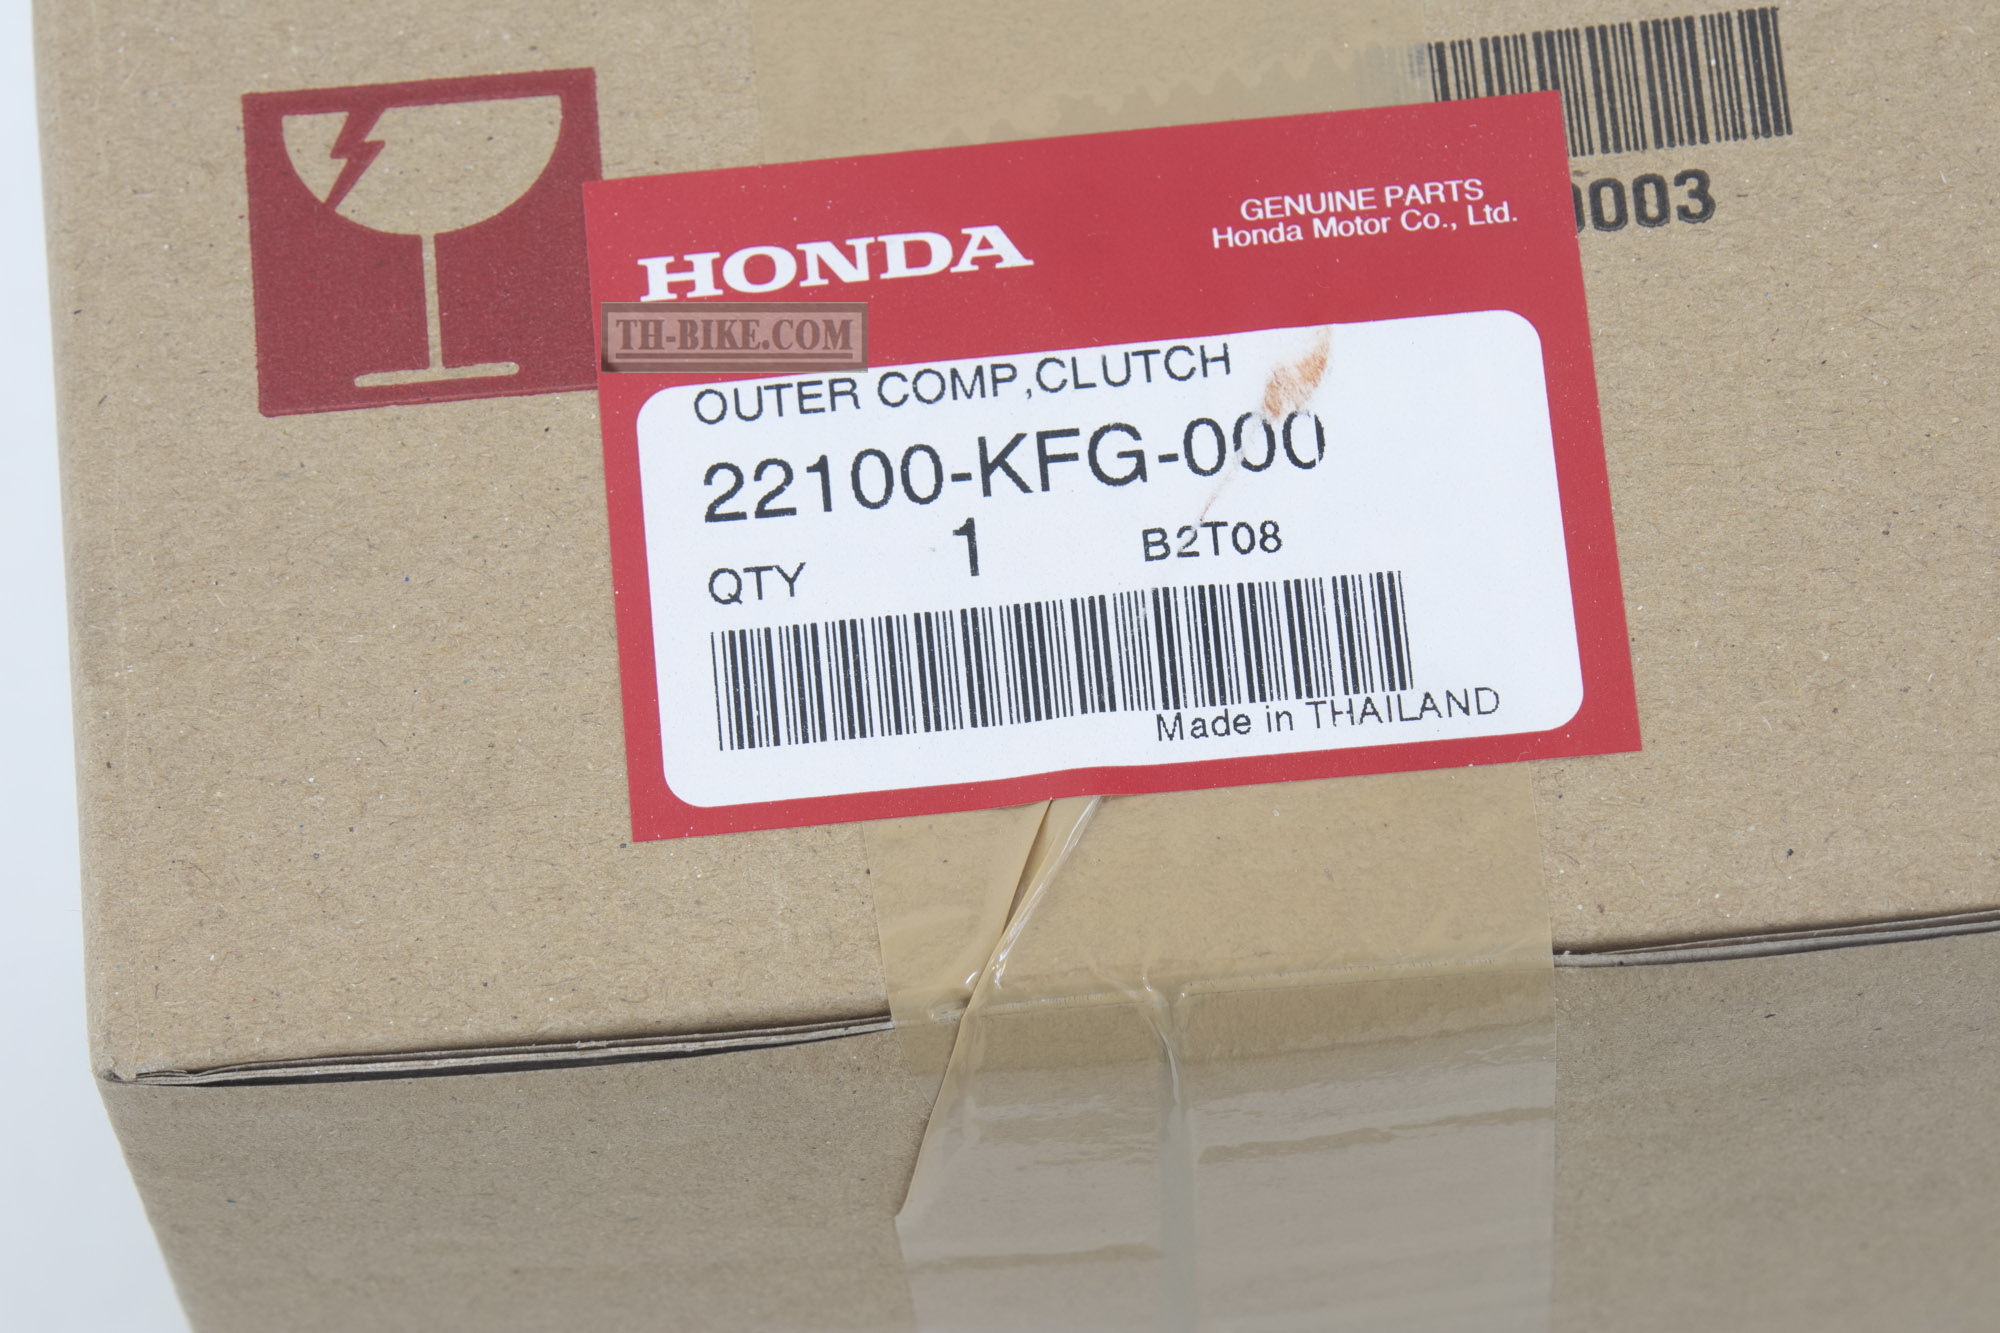 0003
HONDA
GENUINE PARTS
Honda Motor Co., Ltd.
TH-BIKE.COM
OUTER COMP,CLUTCH
22100-KFG-000
QTY 1 B2T08
Made in THAILAND